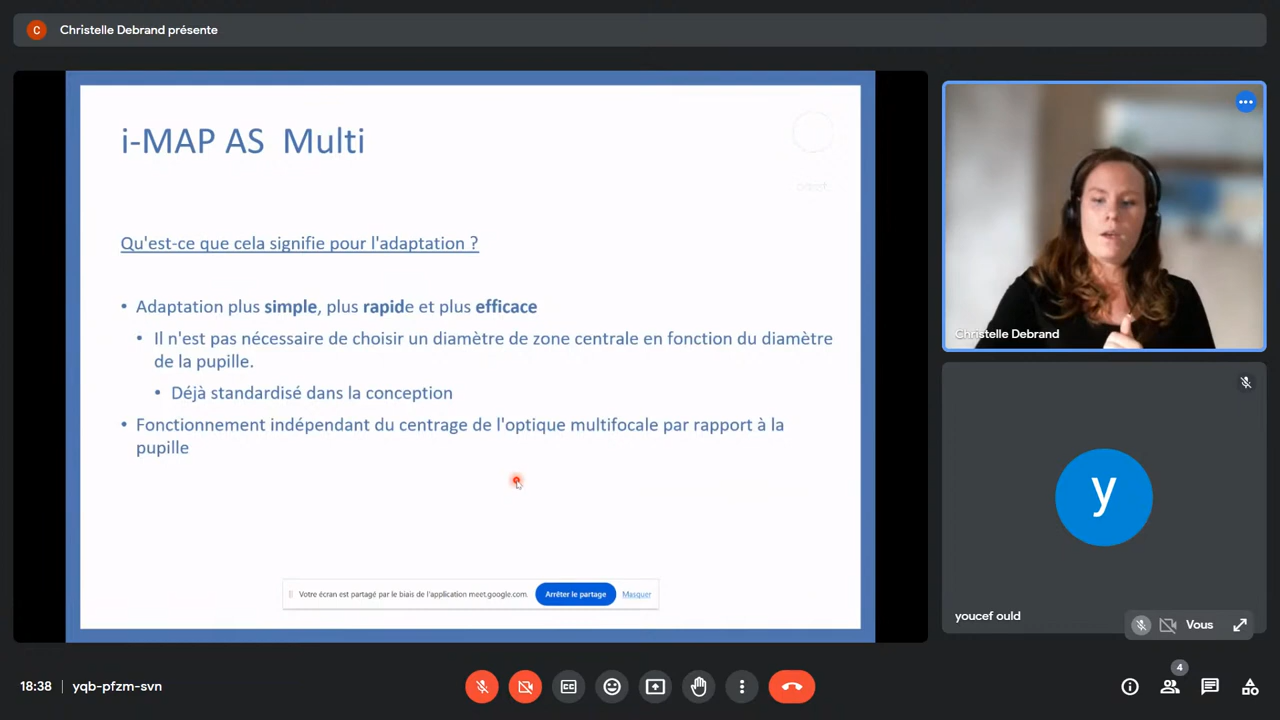 C
Christelle Debrand présente
i-MAP AS Multi
Qu'est-ce que cela signifie pour l'adaptation ?
• Adaptation plus simple, plus rapide et plus efficace
• Il n'est pas nécessaire de choisir un diamètre de zone centrale en fonction du diamètre
de la pupille.
• Déjà standardisé dans la conception
• Fonctionnement indépendant du centrage de l'optique multifocale par rapport à la
pupille
Votre écran est partagé par le biais de l'application meet.google.com.
Arrêter le partage
Masquer
Christelle Debrand
y
youcef ould
Vous
18:38 | yqb-pfzm-svn
4